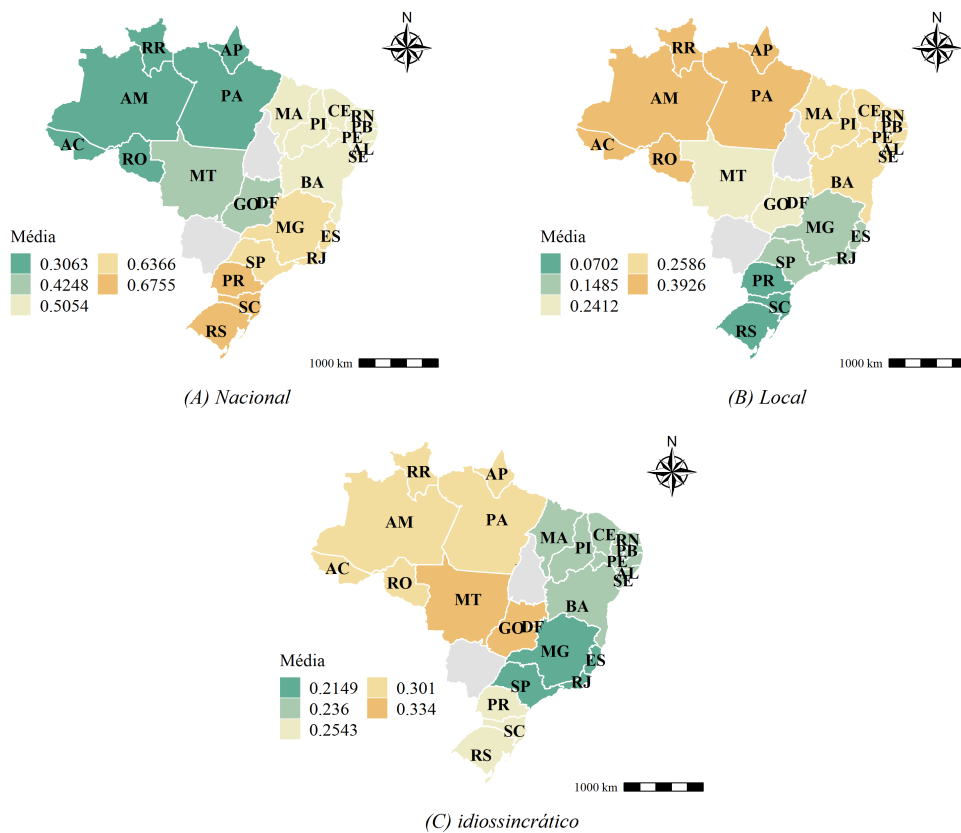 N
RR
AP
AM
PA
MA
CE
RN
PI
PB
PE
AC
AL
RO
SE
MT
BA
GO
DF
MG
Média
ES
0.3063
0.6366
SP
RJ
0.4248
0.6755
PR
0.5054
SC
RS
1000 km
(A) Nacional
N
RR
AP
AM
PA
MA
CE
RN
PI
PB
PE
AC
AL
RO
SE
MT
BA
GO
DF
MG
Média
ES
0.0702
0.2586
SP
RJ
0.1485
0.3926
PR
0.2412
SC
RS
1000 km
(B) Local
N
RR
AP
AM
PA
MA
CE
RN
PI
PB
PE
AC
AL
RO
SE
MT
BA
GO
DF
MG
Média
ES
0.2149
0.301
SP
RJ
0.236
0.334
PR
0.2543
SC
RS
1000 km
(C) idiossincrático